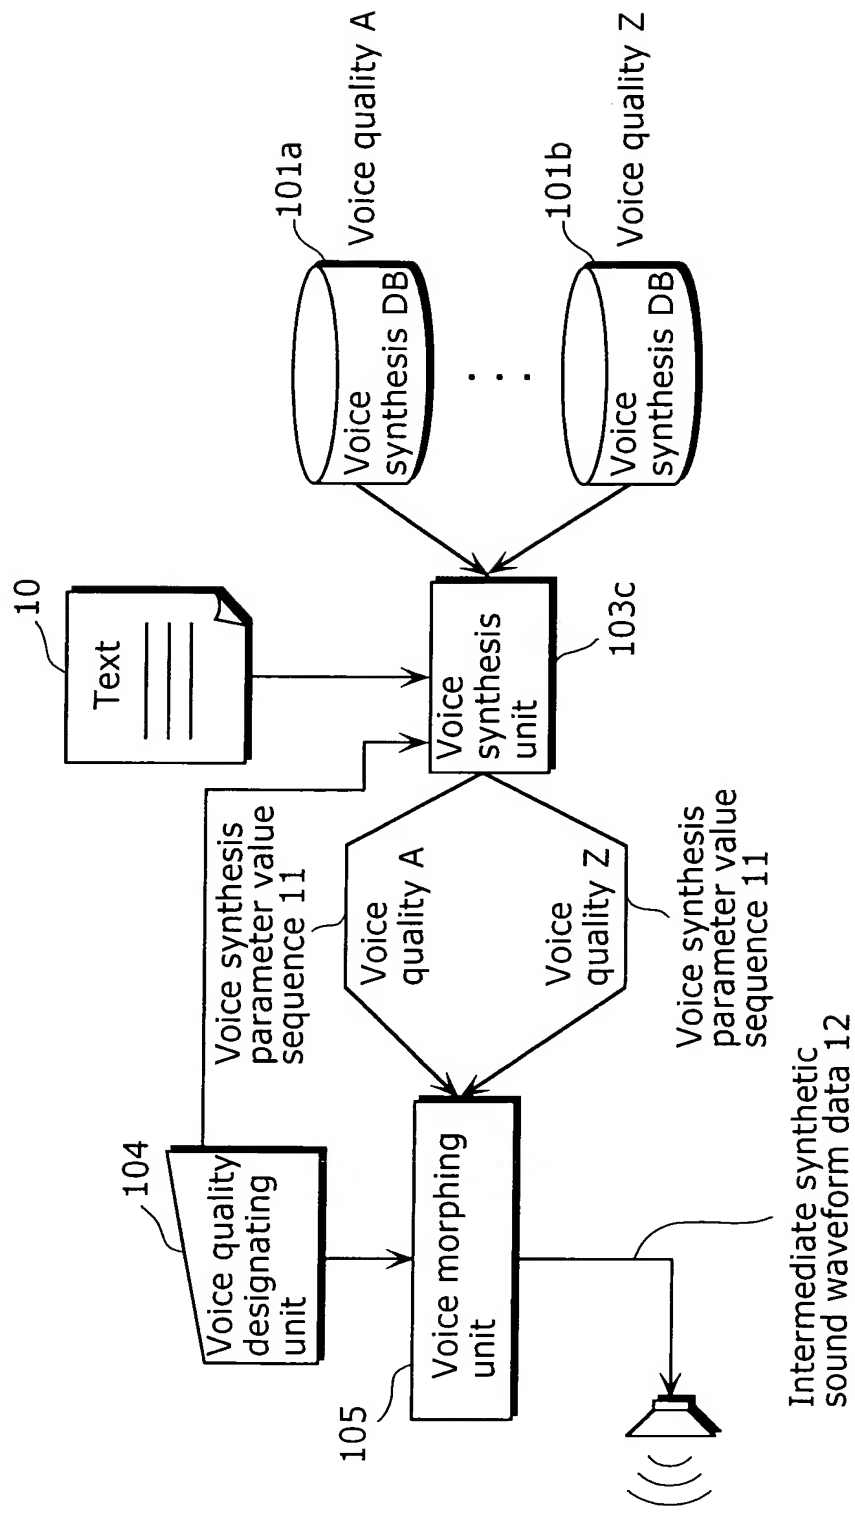 Voice quality A
101a
Voice
synthesis DB
Voice quality Z
101b
Voice
synthesis DB
10
Text
Voice
synthesis
unit
103c
Voice synthesis
parameter value
sequence 11
Voice
quality A
Voice
quality Z
Voice synthesis
parameter value
sequence 11
104
Voice quality
designating
unit
Voice morphing
unit
105
Intermediate synthetic
sound waveform data 12